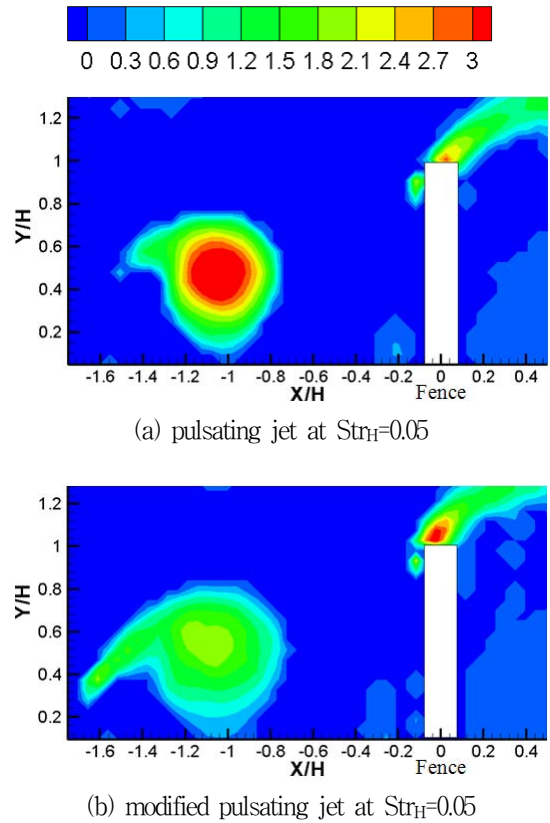 0 0.3 0.6 0.9 1.2 1.5 1.8 2.1 2.4 2.7 3
1.2
1
0.8
0.6
0.4
0.2
Y/H
-1.6 -1.4 -1.2 -1 -0.8 -0.6 -0.4 -0.2 0 0.2 0.4
X/H
Fence
(a) pulsating jet at StrH=0.05
1.2
1
0.8
0.6
0.4
0.2
Y/H
-1.6 -1.4 -1.2 -1 -0.8 -0.6 -0.4 -0.2 0 0.2 0.4
X/H
Fence
(b) modified pulsating jet at StrH=0.05